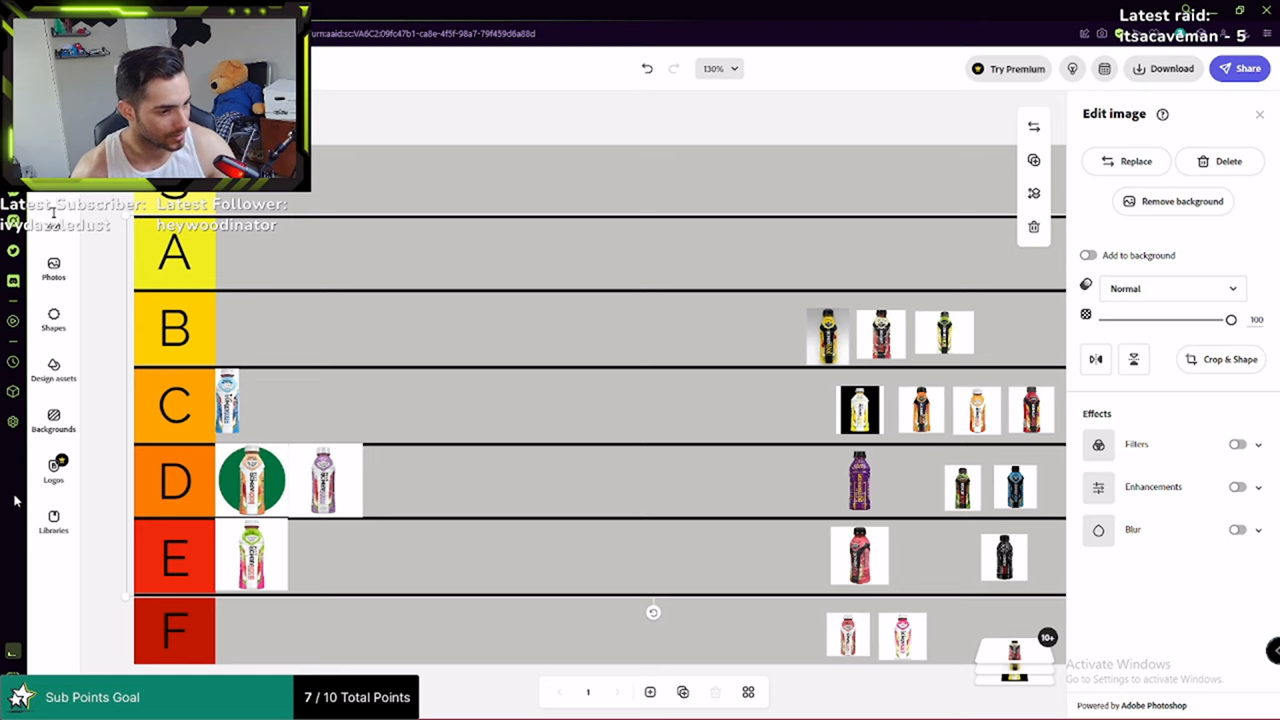 Latest raid:
itsacaveman - 5
130%
Try Premium
Download
Share
Edit image
Replace
Delete
Remove background
Add to background
Normal
100
Crop & Shape
Effects
Filters
Enhancements
Blur
Latest Subscriber:
ivydazzledust
Latest Follower:
heywoodinator
Photos
Shapes
Design assets
Backgrounds
Logos
Libraries
A
B
C
D
E
F
10+
1
Sub Points Goal
7 / 10 Total Points
Activate Windows
Go to Settings to activate Windows.
Powered by Adobe Photoshop